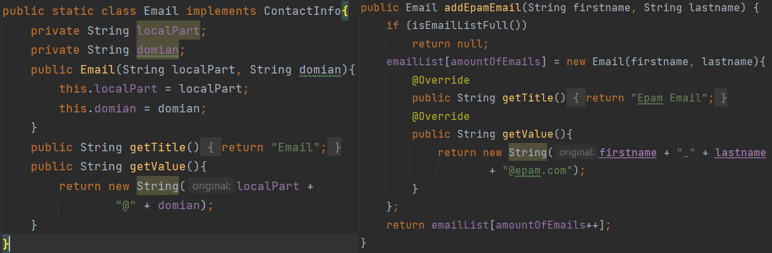 public static class Email implements ContactInfo{
private String localPart;
private String domian;
public Email(String localPart, String domian){
this.localPart = localPart;
this.domian = domian;
}
public String getTitle() { return "Email"; }
public String getValue(){
return new String( original: localPart +
"@" + domian);
}
}
public Email addEpamEmail(String firstname, String lastname) {
if (isEmailListFull())
return null;
emailList[amountOfEmails] = new Email(firstname, lastname){
@Override
public String getTitle() { return "Epam Email"; }
@Override
public String getValue(){
return new String( original: firstname + "_" + lastname
+ "@epam.com");
}
};
return emailList[amountOfEmails++];
}